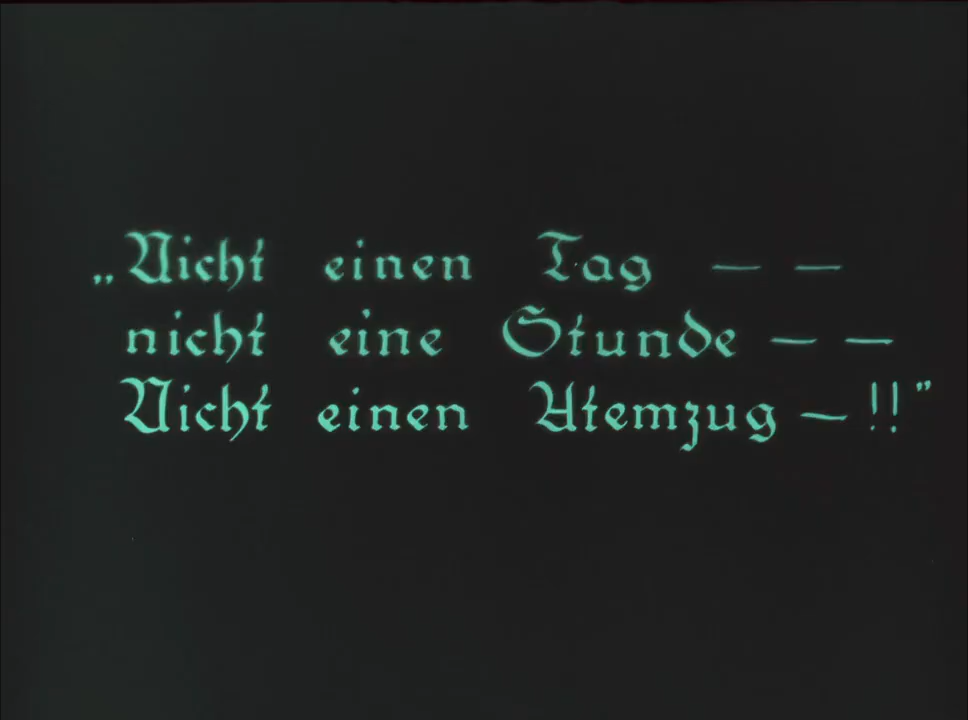 „Nicht einen Tag — —
nicht eine Stunde — —
Nicht einen Atemzug — !!”